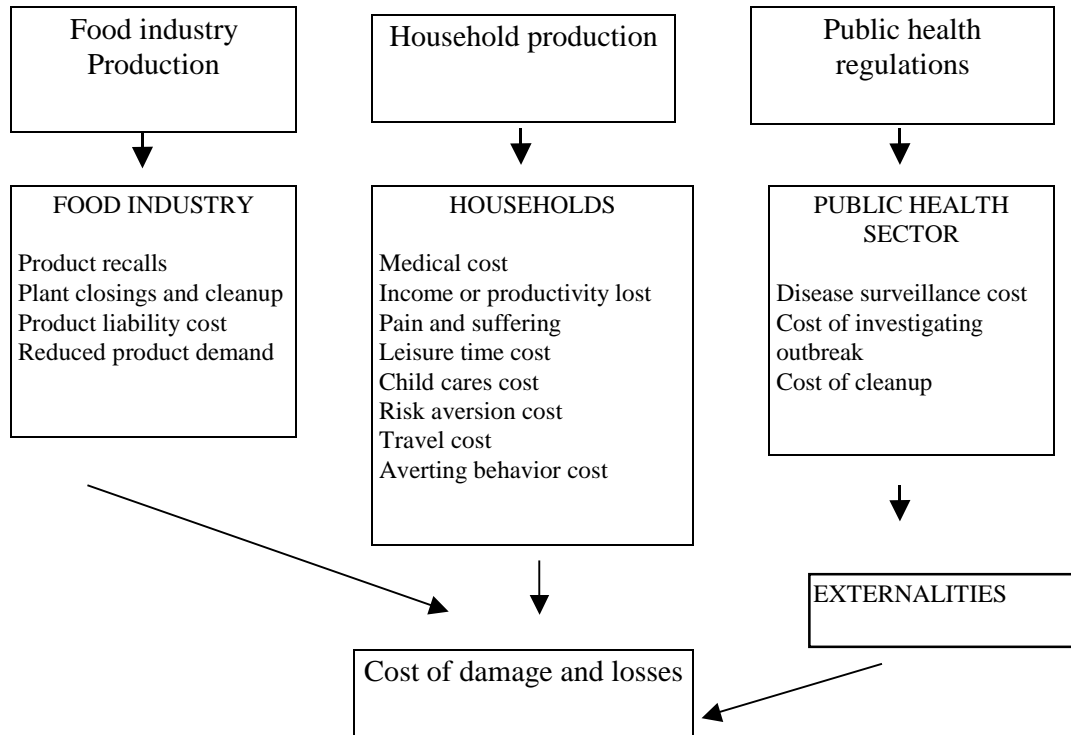 Food industry
Production
Household production
Public health
regulations
FOOD INDUSTRY
Product recalls
Plant closings and cleanup
Product liability cost
Reduced product demand
HOUSEHOLDS
Medical cost
Income or productivity lost
Pain and suffering
Leisure time cost
Child cares cost
Risk aversion cost
Travel cost
Averting behavior cost
PUBLIC HEALTH
SECTOR
Disease surveillance cost
Cost of investigating
outbreak
Cost of cleanup
EXTERNALITIES
Cost of damage and losses